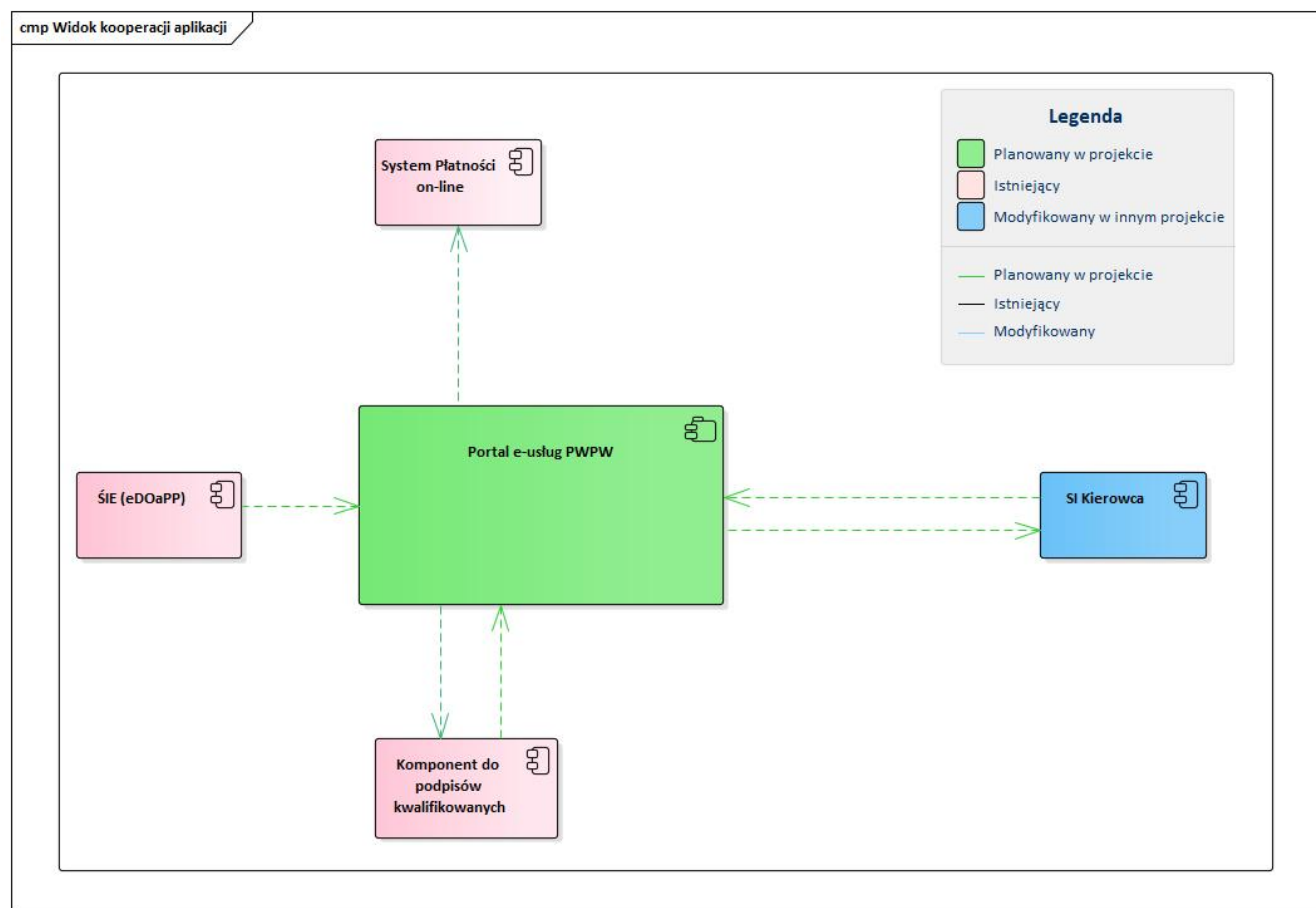 cmp Widok kooperacji aplikacji
Legenda
Planowany w projekcie
Istniejący
Modyfikowany w innym projekcie
Planowany w projekcie
Istniejący
Modyfikowany
System Płatności
on-line
Portal e-usług PWPW
ŚIE (eDOaPP)
SI Kierowca
Komponent do
podpisów
kwalifikowanych